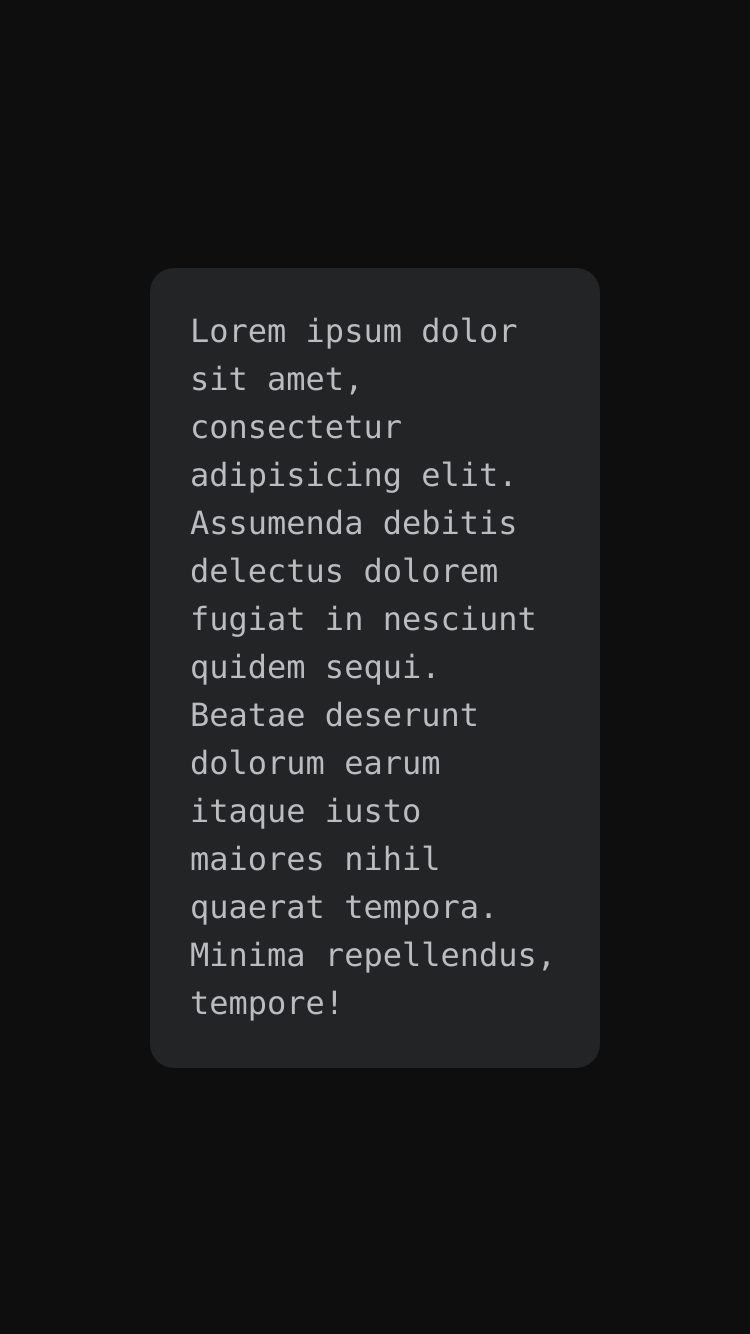 Lorem ipsum dolor
sit amet,
consectetur
adipisicing elit.
Assumenda debitis
delectus dolorem
fugiat in nesciunt
quidem sequi.
Beatae deserunt
dolorum earum
itaque iusto
maiores nihil
quaerat tempora.
Minima repellendus,
tempore!